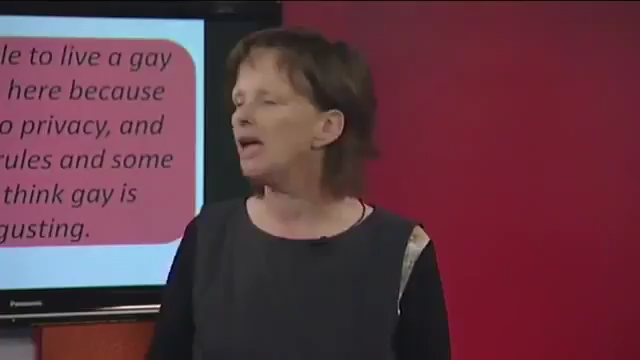 le to live a gay
here because
o privacy, and
rules and some
think gay is
gusting.
Panasonic